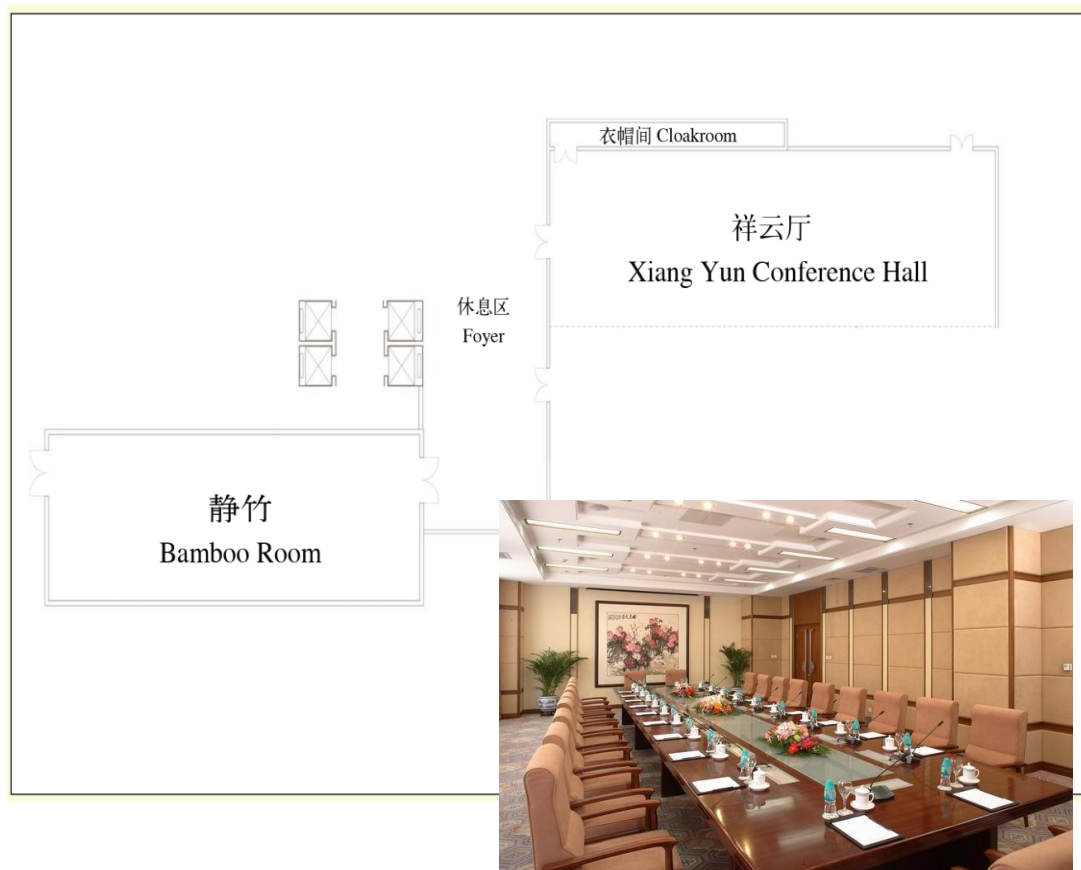 衣帽间 Cloakroom
祥云厅
Xiang Yun Conference Hall
休息区
Foyer
静竹
Bamboo Room